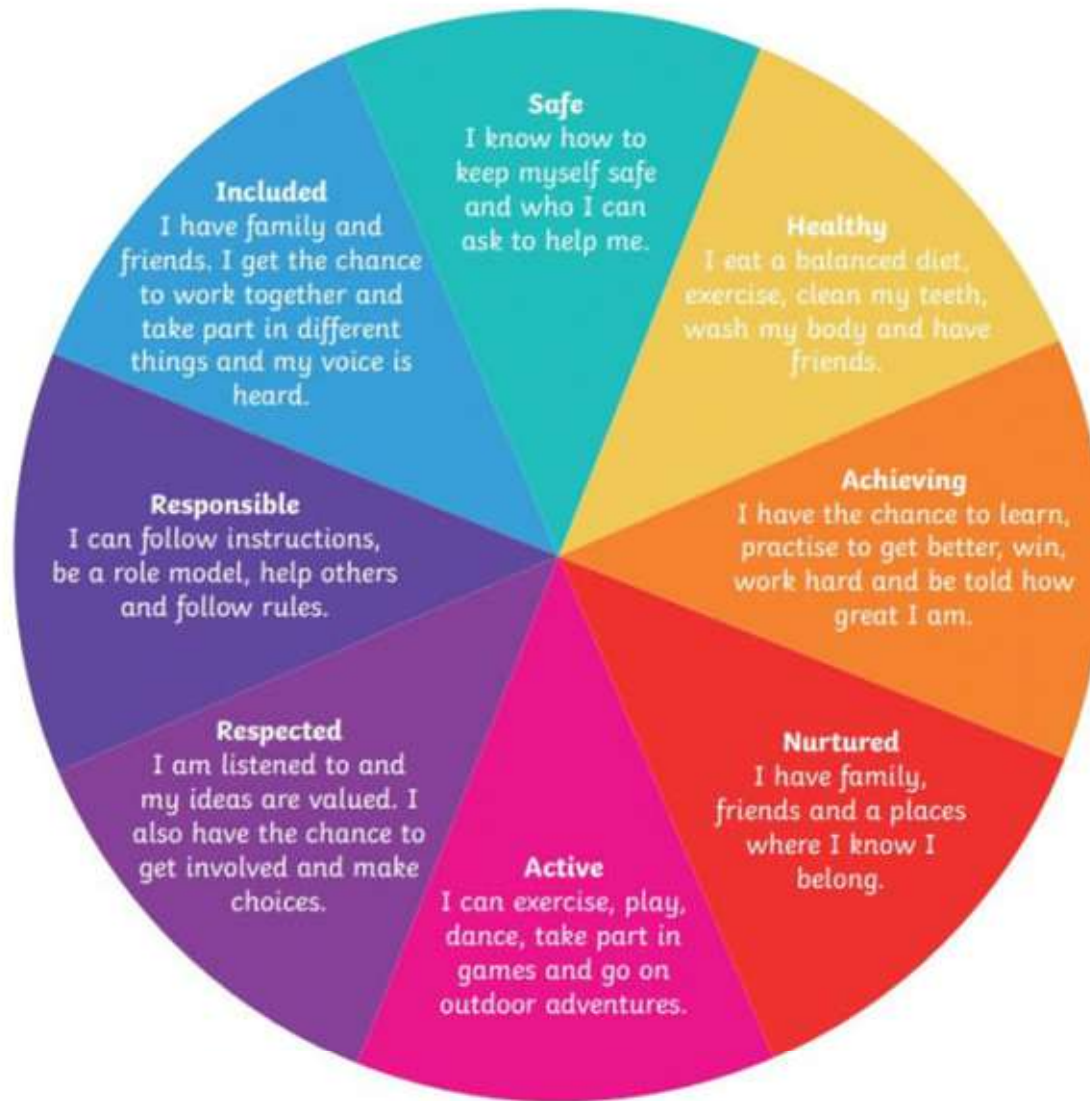 Safe
I know how to
keep myself safe
and who I can
ask to help me.
Healthy
I eat a balanced diet,
exercise, clean my teeth,
wash my body and have
friends.
Achieving
I have the chance to learn,
practise to get better, win,
work hard and be told how
great I am.
Nurtured
I have family,
friends and a places
where I know I
belong.
Active
I can exercise, play,
dance, take part in
games and go on
outdoor adventures.
Respected
I am listened to and
my ideas are valued. I
also have the chance to
get involved and make
choices.
Responsible
I can follow instructions,
be a role model, help others
and follow rules.
Included
I have family and
friends. I get the chance
to work together and
take part in different
things and my voice is
heard.